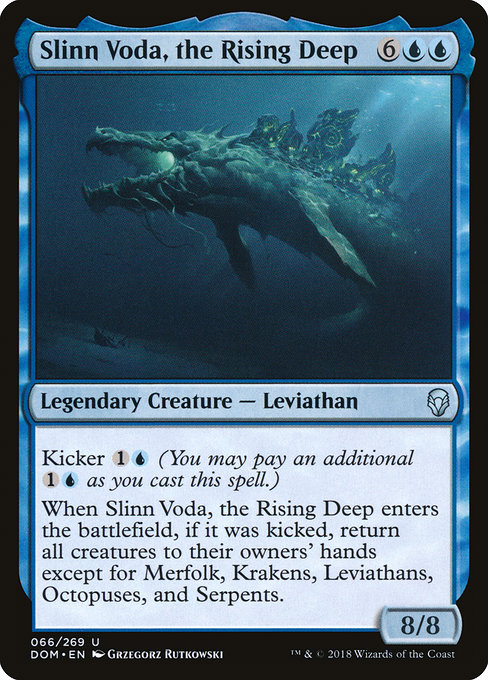 Slinn Voda, the Rising Deep 6
Legendary Creature — Leviathan
Kicker 1 (You may pay an additional
1 as you cast this spell.)
When Slinn Voda, the Rising Deep enters
the battlefield, if it was kicked, return
all creatures to their owners' hands
except for Merfolk, Krakens, Leviathans,
Octopuses, and Serpents.
8/8
066/269 U
DOM • EN Grzegorz Rutkowski
™ & © 2018 Wizards of the Coast